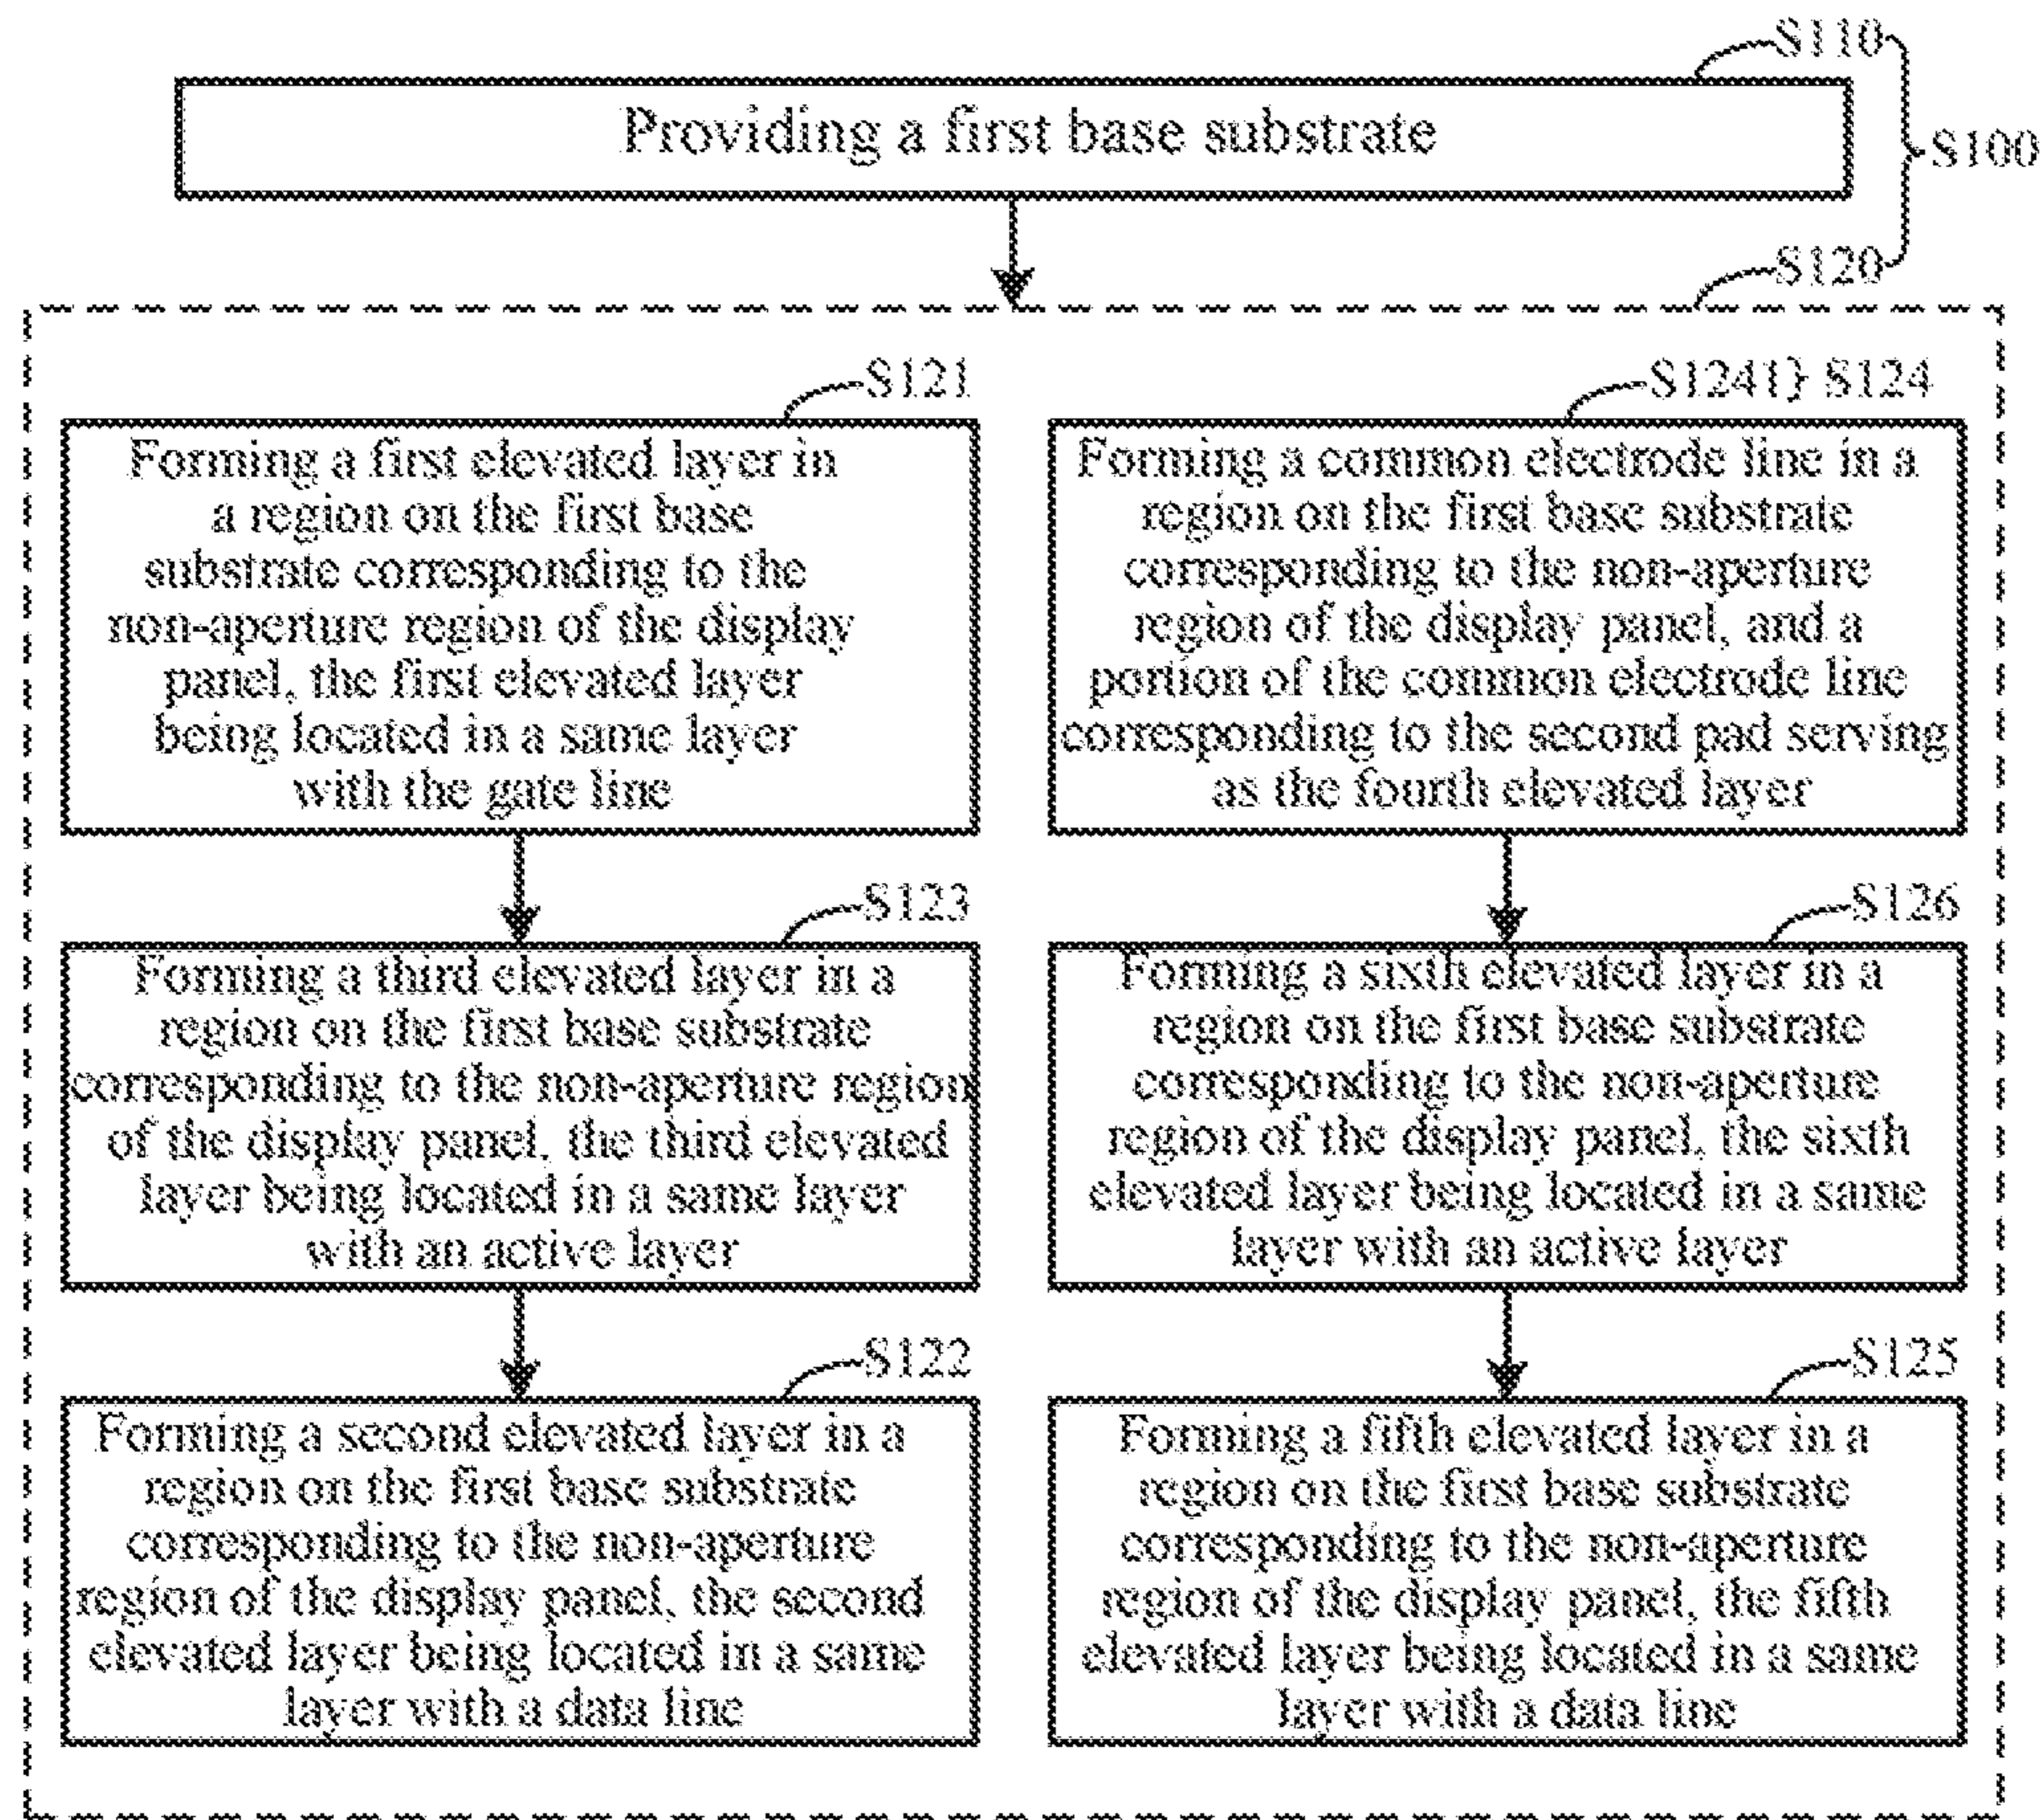 S110
Providing a first base substrate
S100
S120
S121
Forming a first elevated layer in
a region on the first base
substrate corresponding to the
non-aperture region of the display
panel, the first elevated layer
being located in a same layer
with the gate line
S123
Forming a third elevated layer in a
region on the first base substrate
corresponding to the non-aperture region
of the display panel, the third elevated
layer being located in a same layer
with an active layer
S122
Forming a second elevated layer in a
region on the first base substrate
corresponding to the non-aperture
region of the display panel, the second
elevated layer being located in a same
layer with a data line
S1241} S124
Forming a common electrode line in a
region on the first base substrate
corresponding to the non-aperture
region of the display panel, and a
portion of the common electrode line
corresponding to the second pad serving
as the fourth elevated layer
S126
Forming a sixth elevated layer in a
region on the first base substrate
corresponding to the non-aperture
region of the display panel, the sixth
elevated layer being located in a same
layer with an active layer
S125
Forming a fifth elevated layer in a
region on the first base substrate
corresponding to the non-aperture
region of the display panel, the fifth
elevated layer being located in a same
layer with a data line